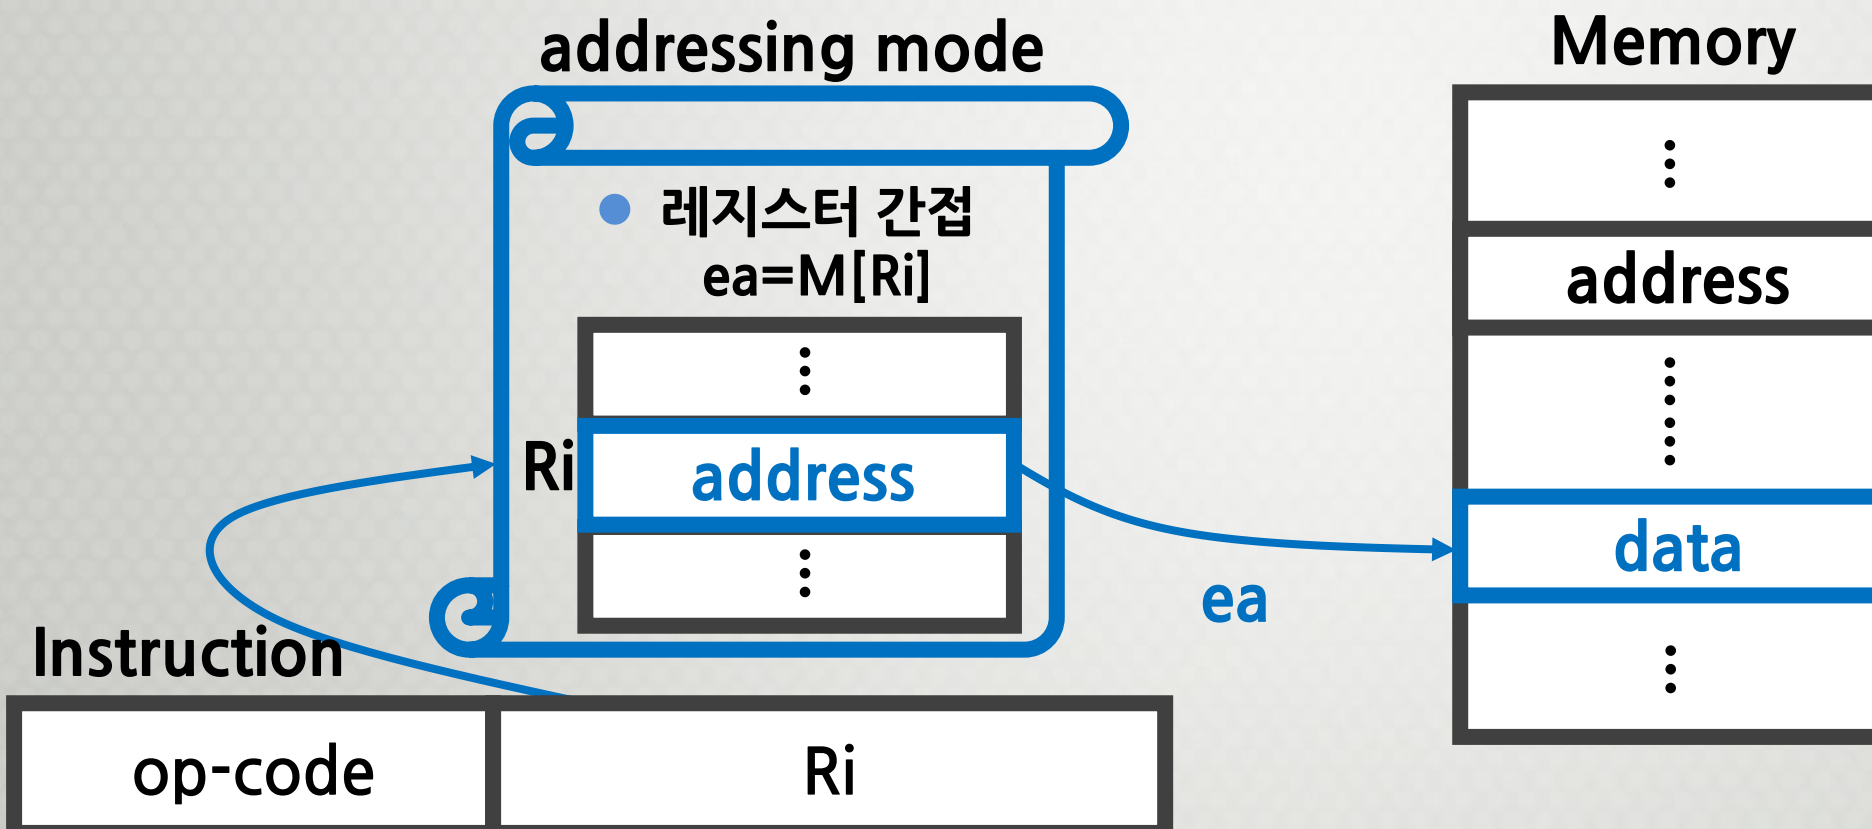 addressing mode
Memory
레지스터 간접
ea=M[Ri]
address
Ri
address
data
ea
Instruction
op-code
Ri